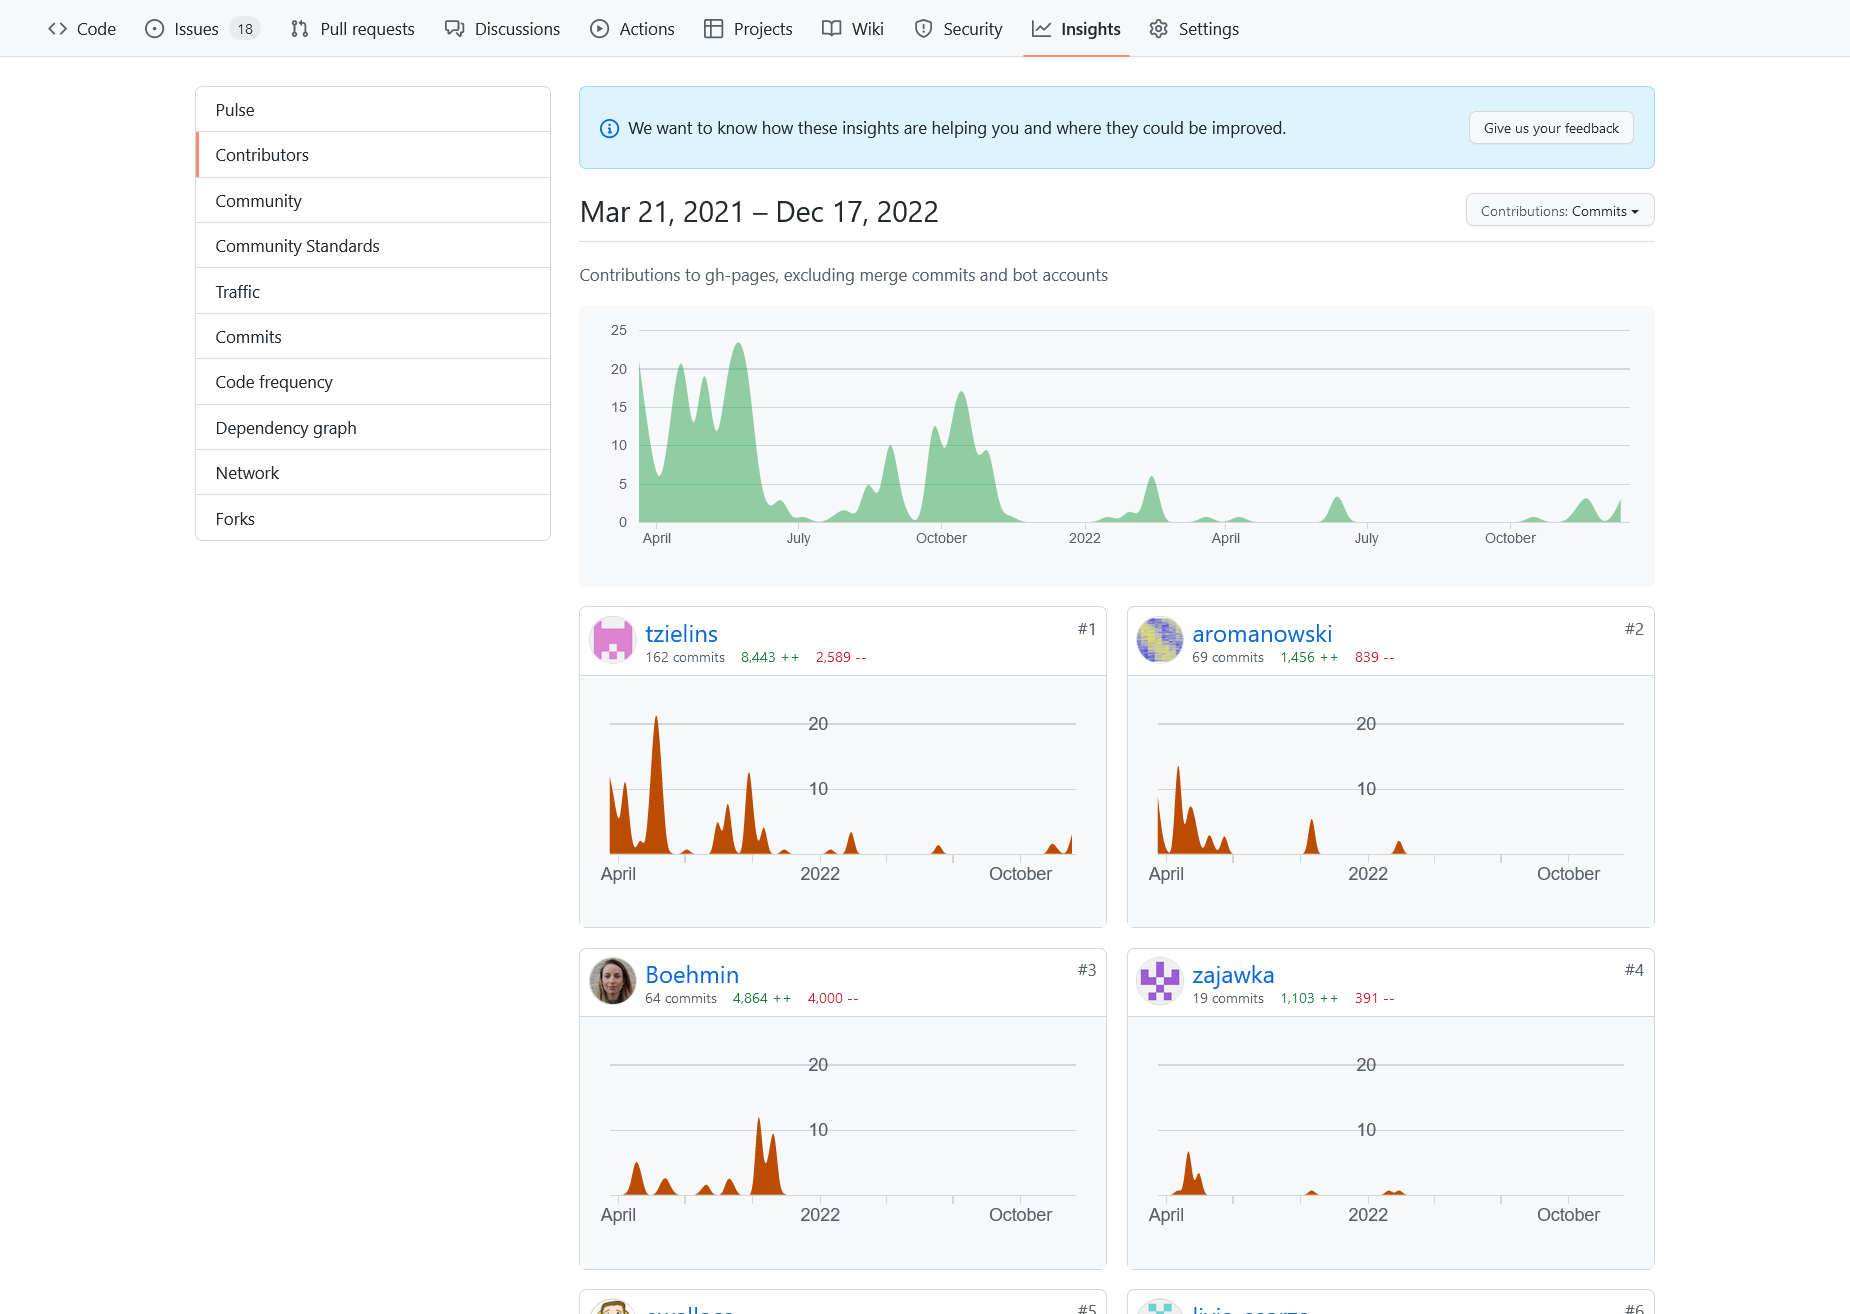 Code Issues 18 Pull requests Discussions Actions Projects Wiki Security Insights Settings
Pulse
Contributors
Community
Community Standards
Traffic
Commits
Code frequency
Dependency graph
Network
Forks
We want to know how these insights are helping you and where they could be improved. Give us your feedback
Mar 21, 2021 – Dec 17, 2022 Contributions: Commits
Contributions to gh-pages, excluding merge commits and bot accounts
25
20
15
10
5
0
April July October 2022 April July October
tzielins #1
162 commits 8,443 ++ 2,589 --
20
10
April 2022 October
aromanowski #2
69 commits 1,456 ++ 839 --
20
10
April 2022 October
Boehmin #3
64 commits 4,864 ++ 4,000 --
20
10
April 2022 October
zajawka #4
19 commits 1,103 ++ 391 --
20
10
April 2022 October
#5
#6